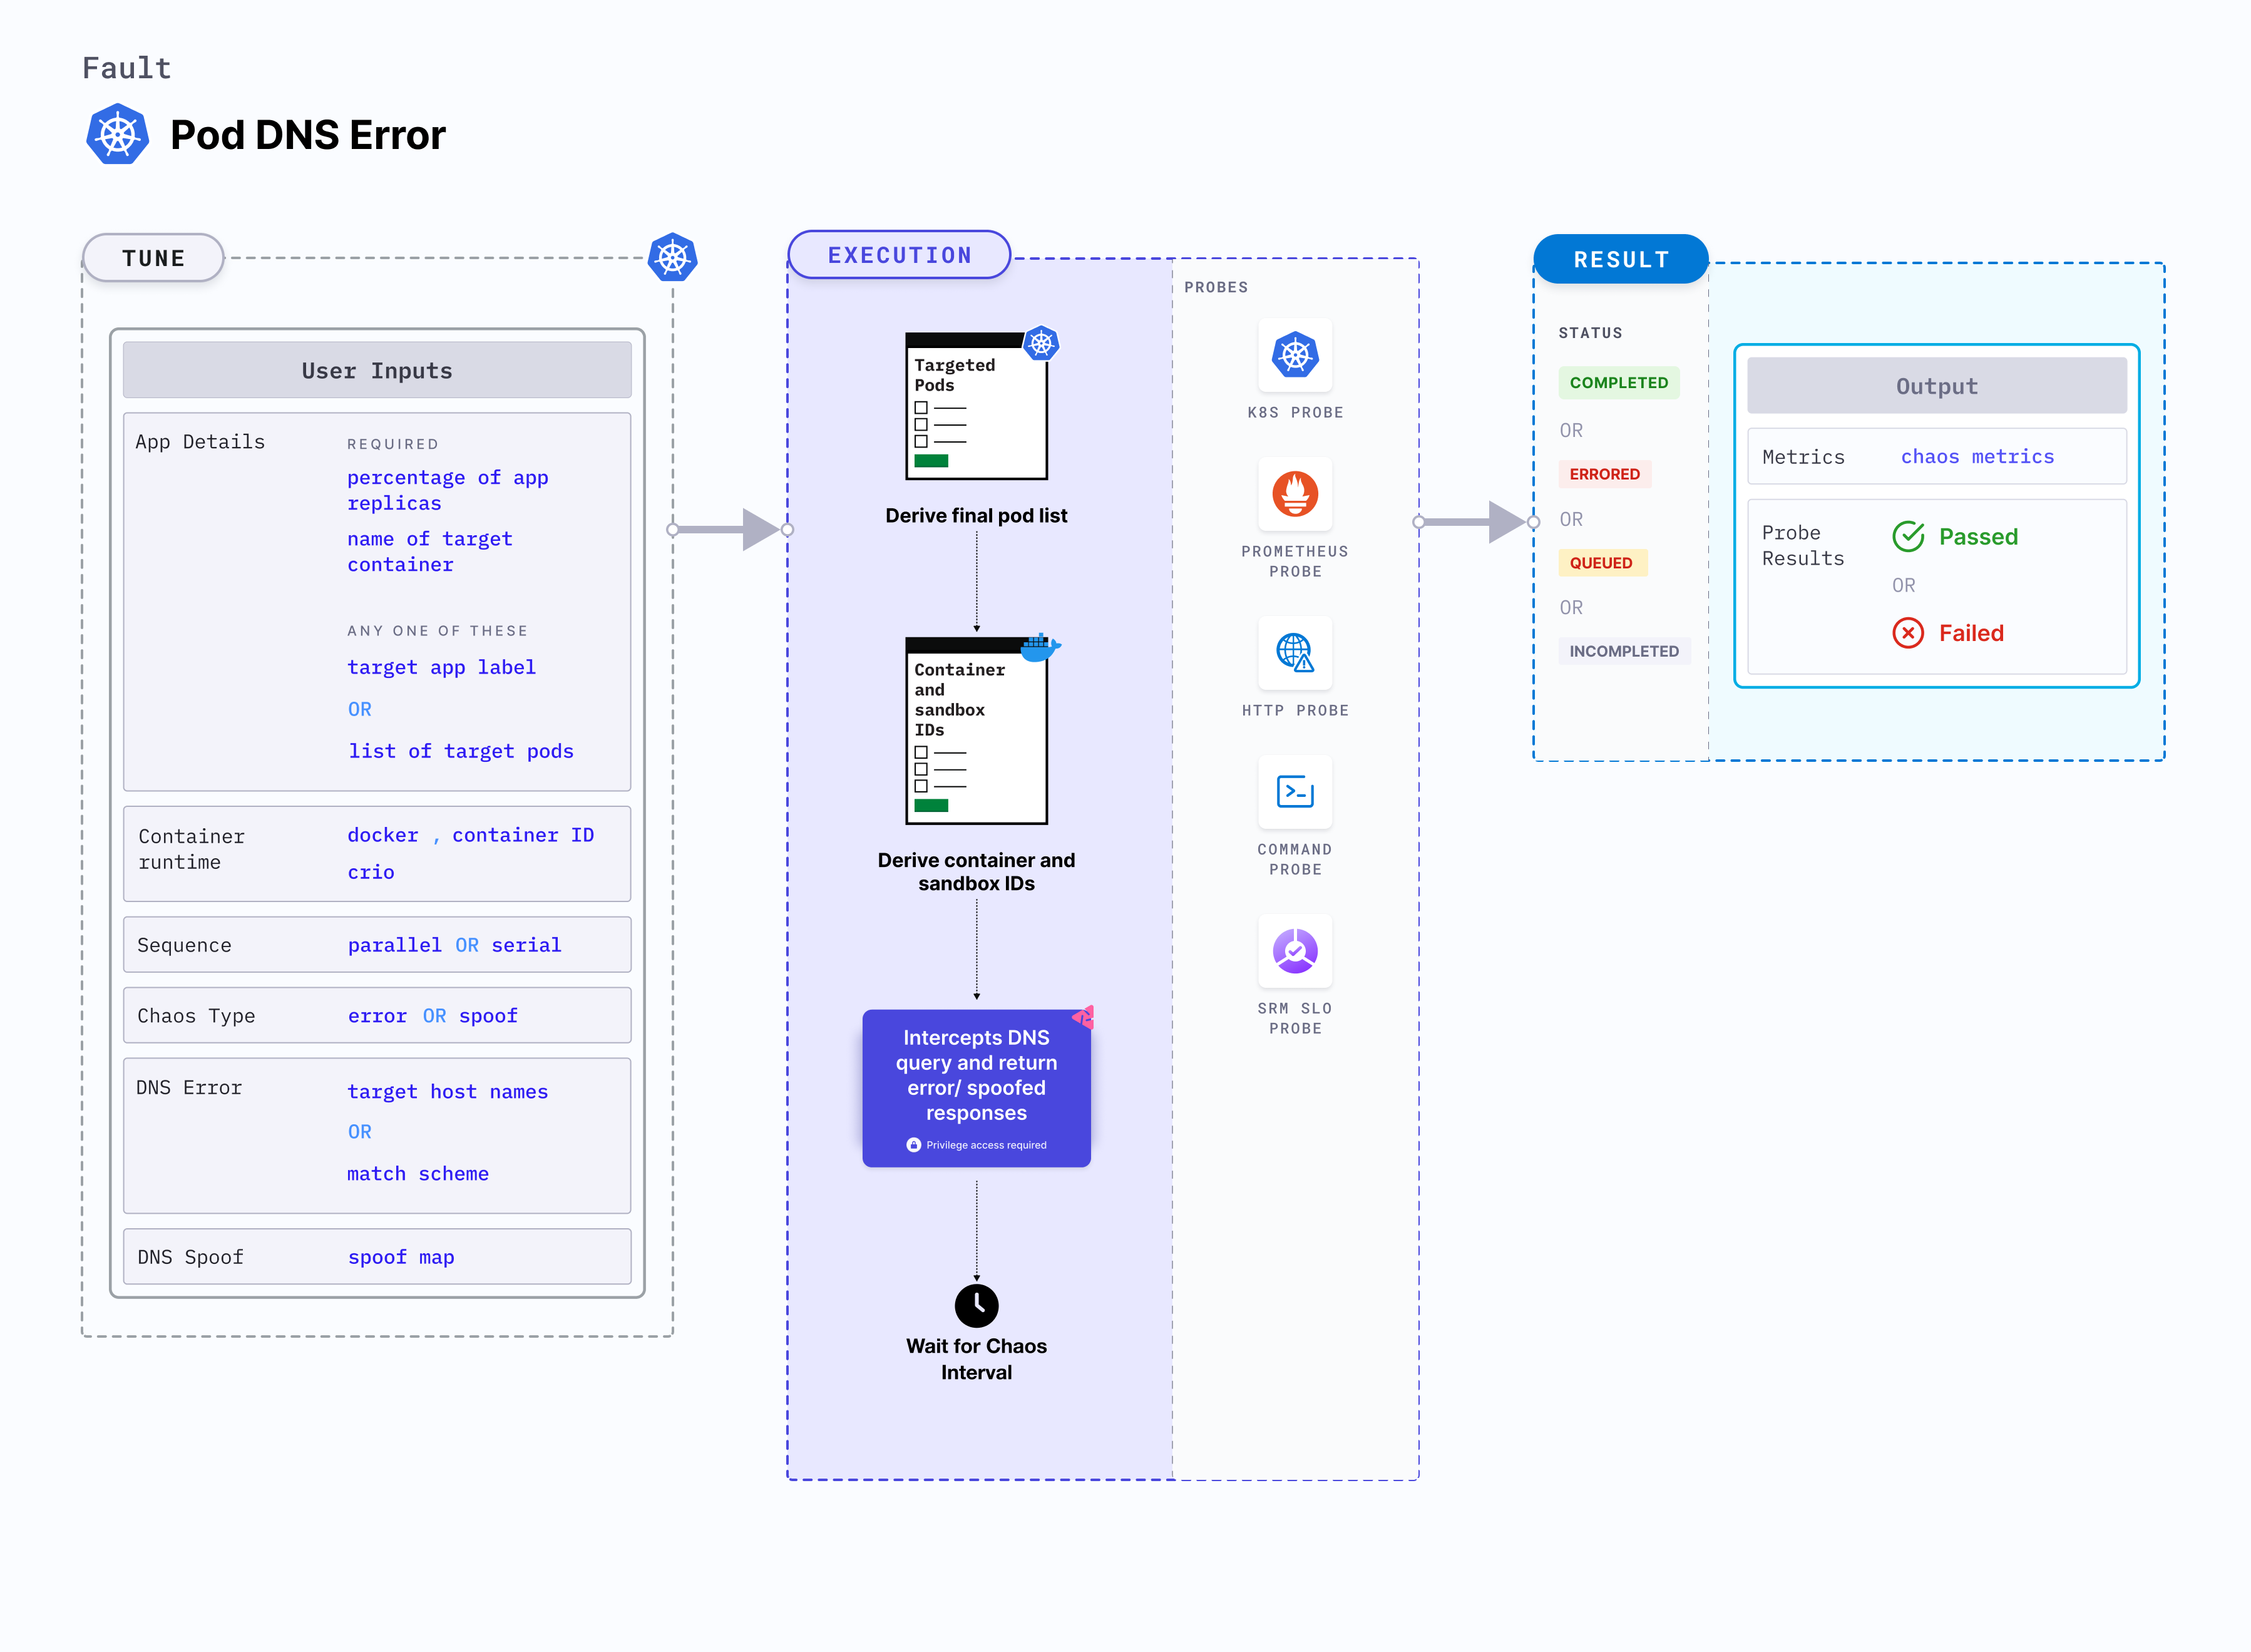 Fault
Pod DNS Error
TUNE
User Inputs
App Details
REQUIRED
percentage of app
replicas
name of target
container
ANY ONE OF THESE
target app label
OR
list of target pods
Container
runtime
docker , container ID
crio
Sequence
parallel OR serial
Chaos Type
error OR spoof
DNS Error
target host names
OR
match scheme
DNS Spoof
spoof map
EXECUTION
Targeted
Pods
Derive final pod list
Container
and
sandbox
IDs
Derive container and
sandbox IDs
Intercepts DNS
query and return
error/ spoofed
responses
Privilege access required
Wait for Chaos
Interval
PROBES
K8S PROBE
PROMETHEUS
PROBE
HTTP PROBE
COMMAND
PROBE
SRM SLO
PROBE
RESULT
STATUS
COMPLETED
OR
ERRORED
OR
QUEUED
OR
INCOMPLETED
Output
Metrics
chaos metrics
Probe
Results
Passed
OR
Failed